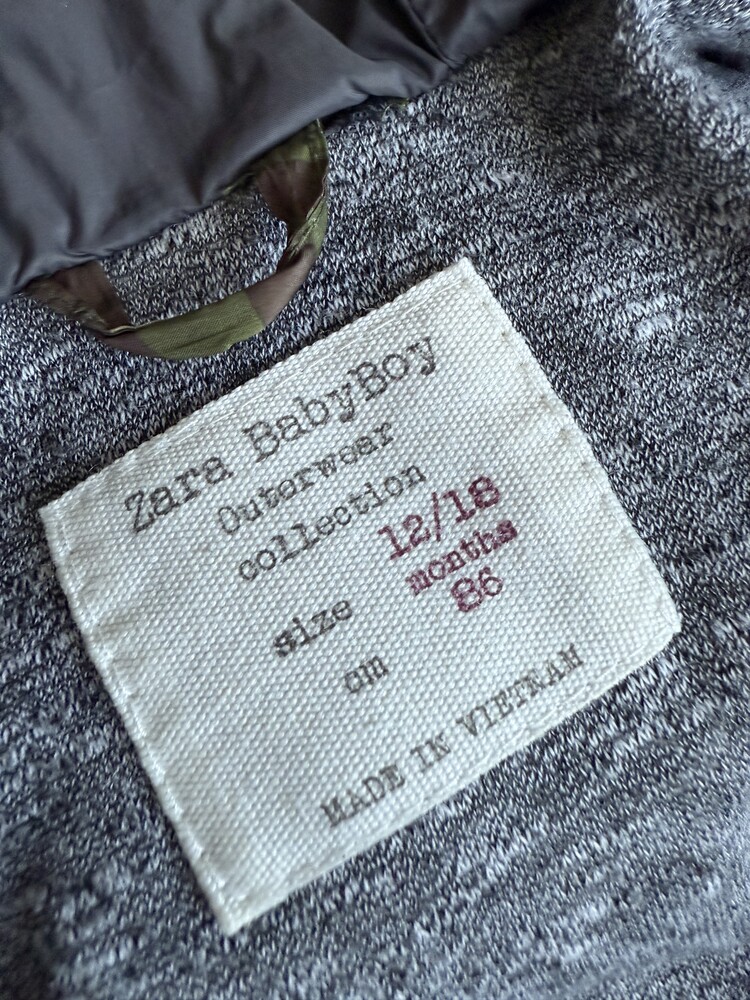 Zara BabyBoy
Outerwear
collection
size 12/18
months
cm 86
MADE IN VIETNAM